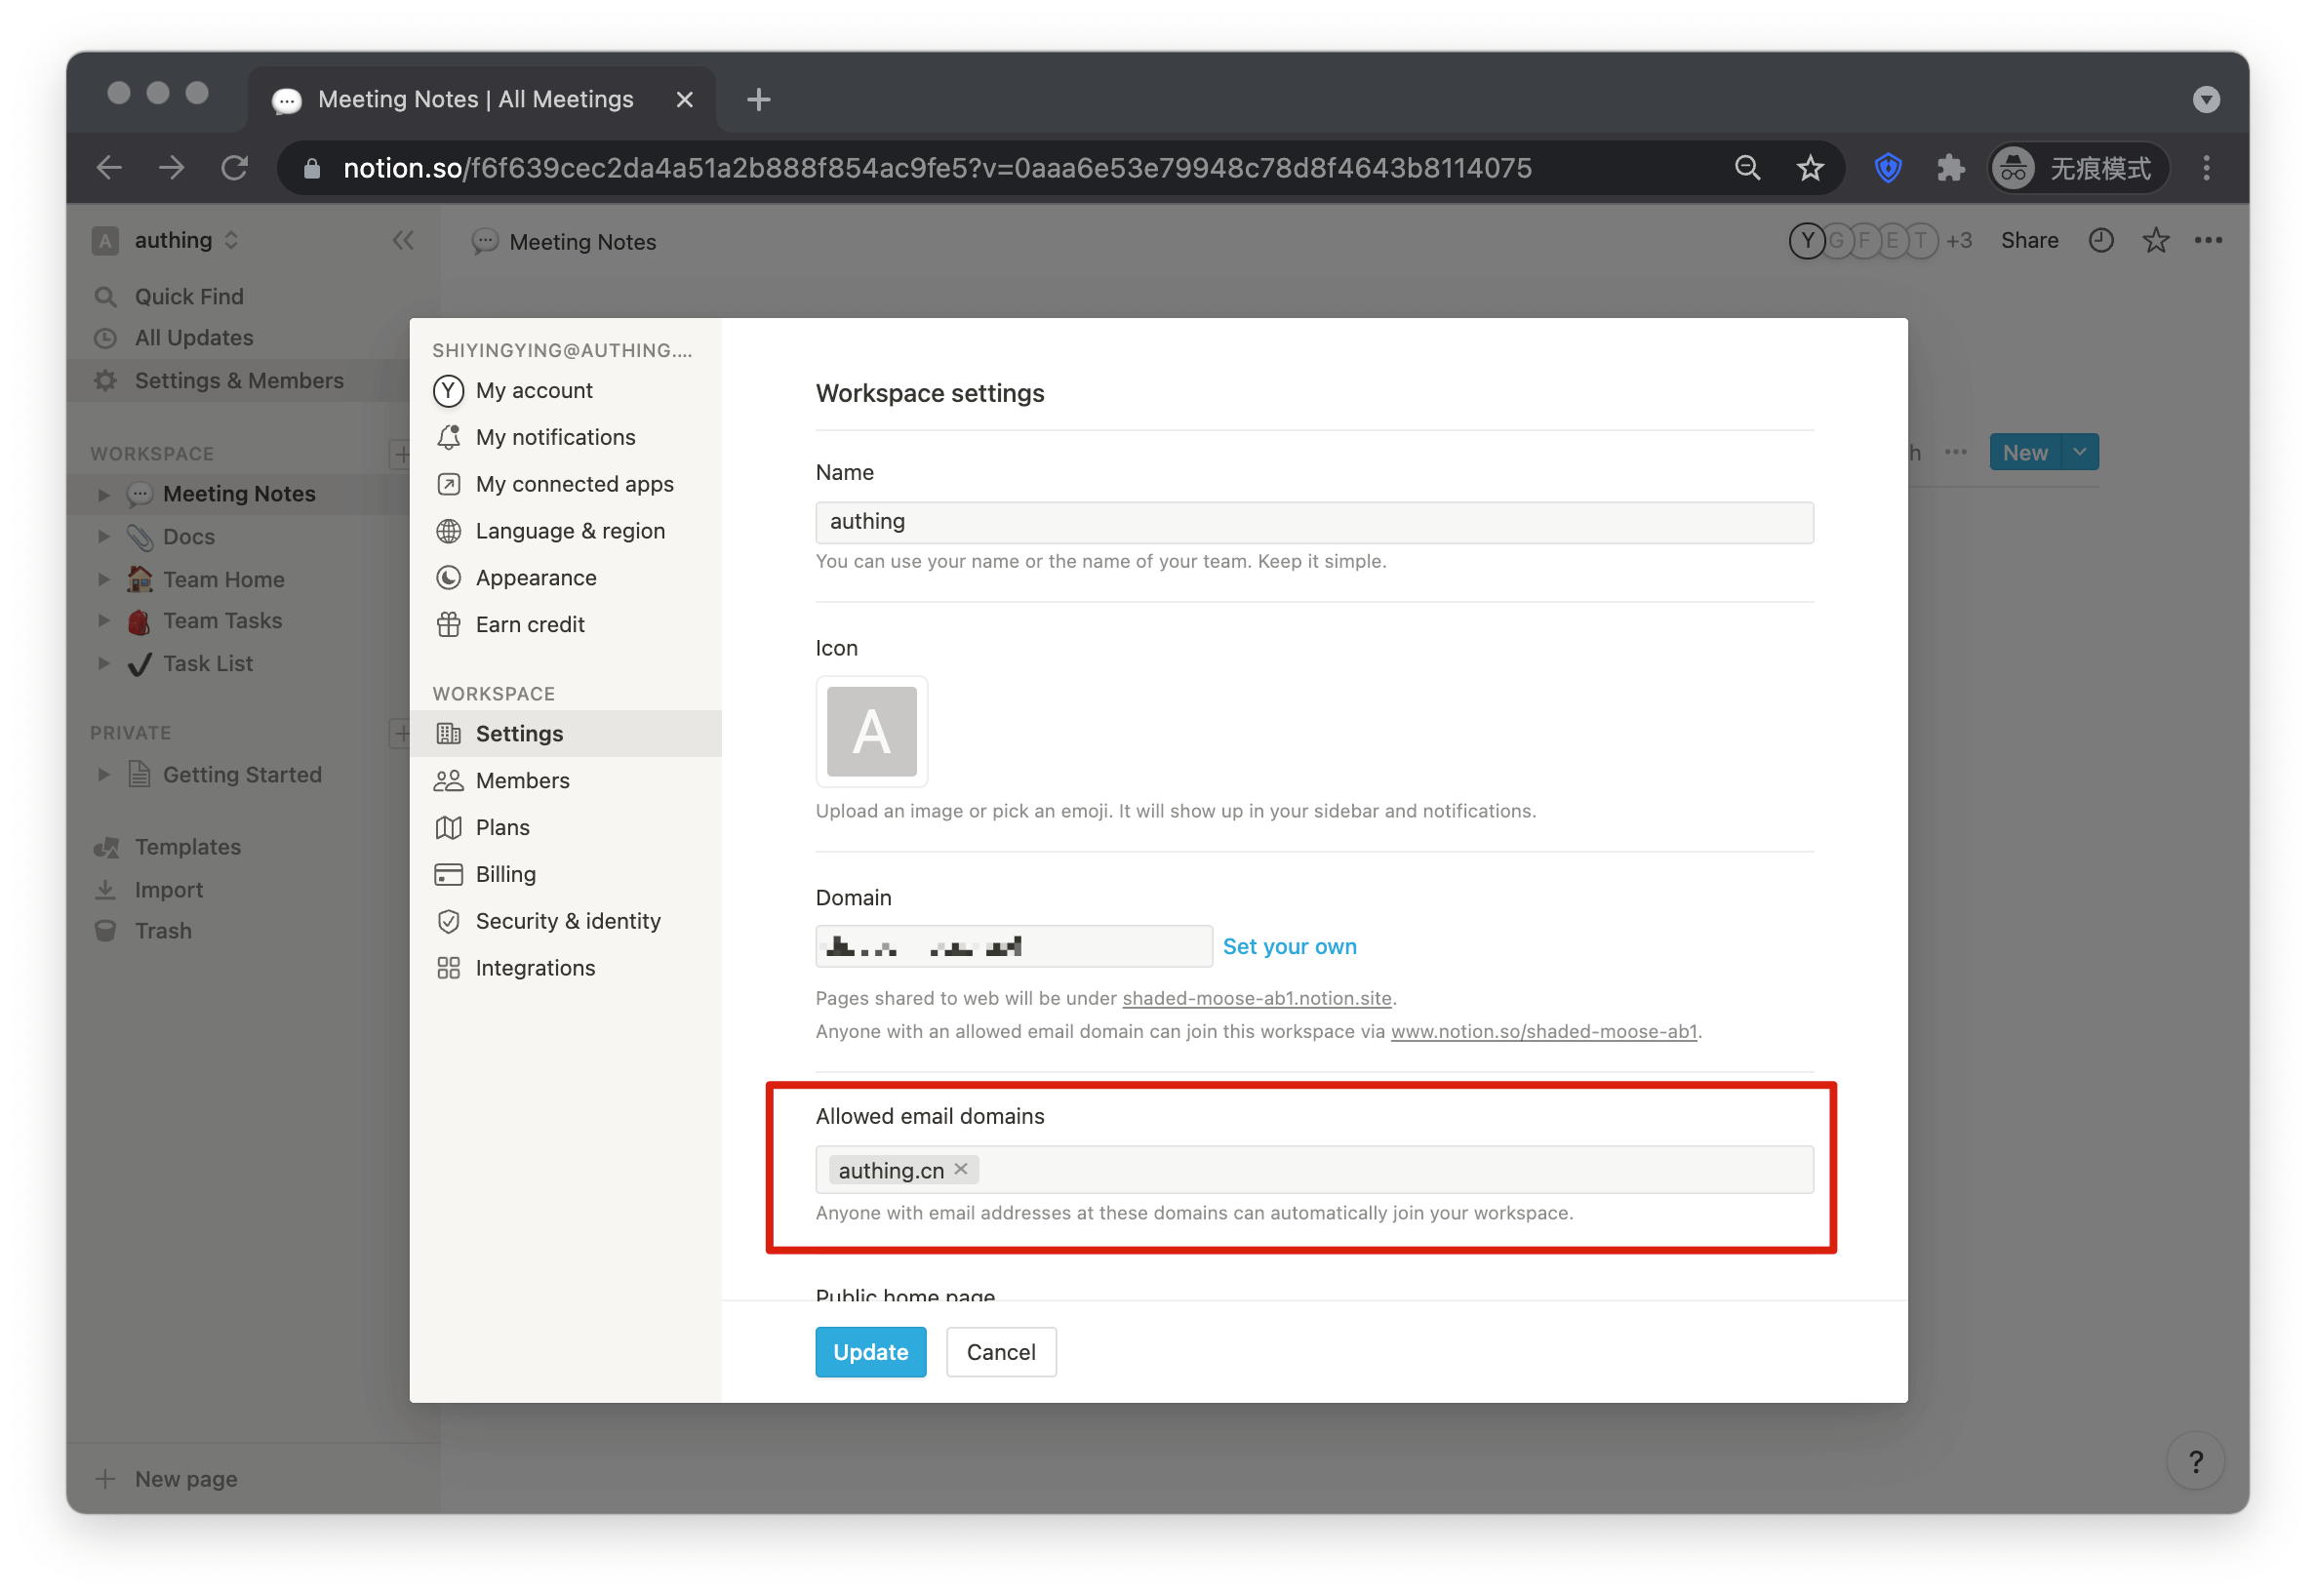 Meeting Notes | All Meetings
notion.so/f6f639cec2da4a51a2b888f854ac9fe5?v=0aaa6e53e79948c78d8f4643b8114075
无痕模式
A authing
Meeting Notes
Y G F E T +3 Share
Quick Find
All Updates
Settings & Members
WORKSPACE
Meeting Notes
Docs
Team Home
Team Tasks
Task List
PRIVATE
Getting Started
Templates
Import
Trash
New page
h
New
SHIYINGYING@AUTHING....
Y My account
My notifications
My connected apps
Language & region
Appearance
Earn credit
WORKSPACE
Settings
Members
Plans
Billing
Security & identity
Integrations
Workspace settings
Name
authing
You can use your name or the name of your team. Keep it simple.
Icon
A
Upload an image or pick an emoji. It will show up in your sidebar and notifications.
Domain
Set your own
Pages shared to web will be under shaded-moose-ab1.notion.site.
Anyone with an allowed email domain can join this workspace via www.notion.so/shaded-moose-ab1.
Allowed email domains
authing.cn
Anyone with email addresses at these domains can automatically join your workspace.
Public home page
Update
Cancel
?